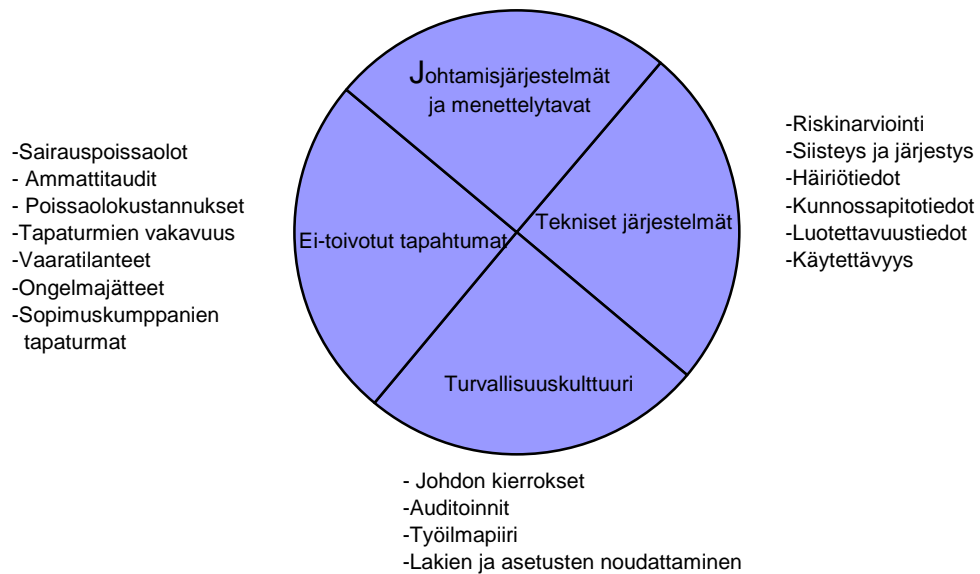 Johtamisjärjestelmät
ja menettelytavat
-Sairauspoissaolot
- Ammattitaudit
- Poissaolokustannukset
-Tapaturmien vakavuus
-Vaaratilanteet
-Ongelmajätteet
-Sopimuskumppanien
tapaturmat
Ei-toivotut tapahtumat
Tekniset järjestelmät
-Riskinarviointi
-Siisteys ja järjestys
-Häiriötiedot
-Kunnossapitotiedot
-Luotettavuustiedot
-Käytettävyys
Turvallisuuskulttuuri
- Johdon kierrokset
-Auditoinnit
-Työilmapiiri
-Lakien ja asetusten noudattaminen